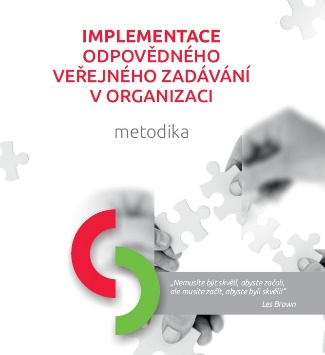 IMPLEMENTACE
ODPOVĚDNÉHO
VEŘEJNÉHO ZADÁVÁNÍ
V ORGANIZACI
metodika
„Nemusíte být skvělí, abyste začali,
ale musíte začít, abyste byli skvělí!“
Les Brown